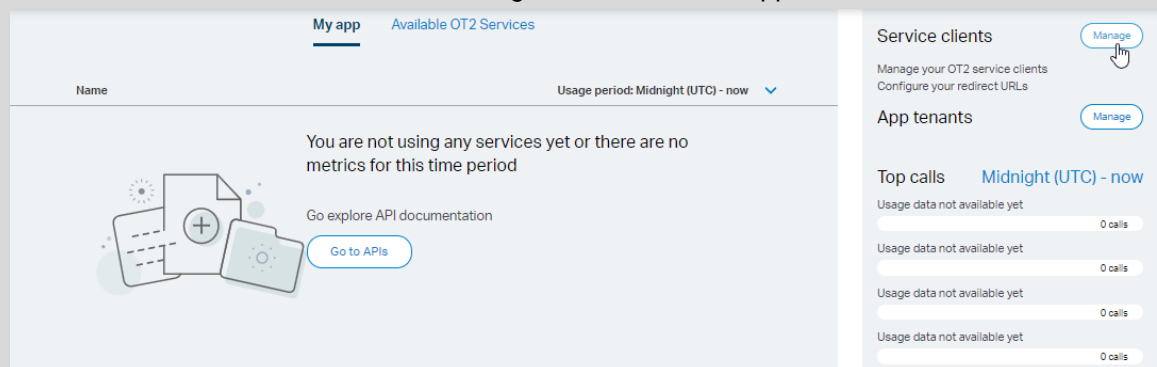 My app Available OT2 Services
Name Usage period: Midnight (UTC) - now
You are not using any services yet or there are no
metrics for this time period
Go explore API documentation
Go to APIs
Service clients Manage
Manage your OT2 service clients
Configure your redirect URLs
App tenants Manage
Top calls Midnight (UTC) - now
Usage data not available yet
0 calls
Usage data not available yet
0 calls
Usage data not available yet
0 calls
Usage data not available yet
0 calls